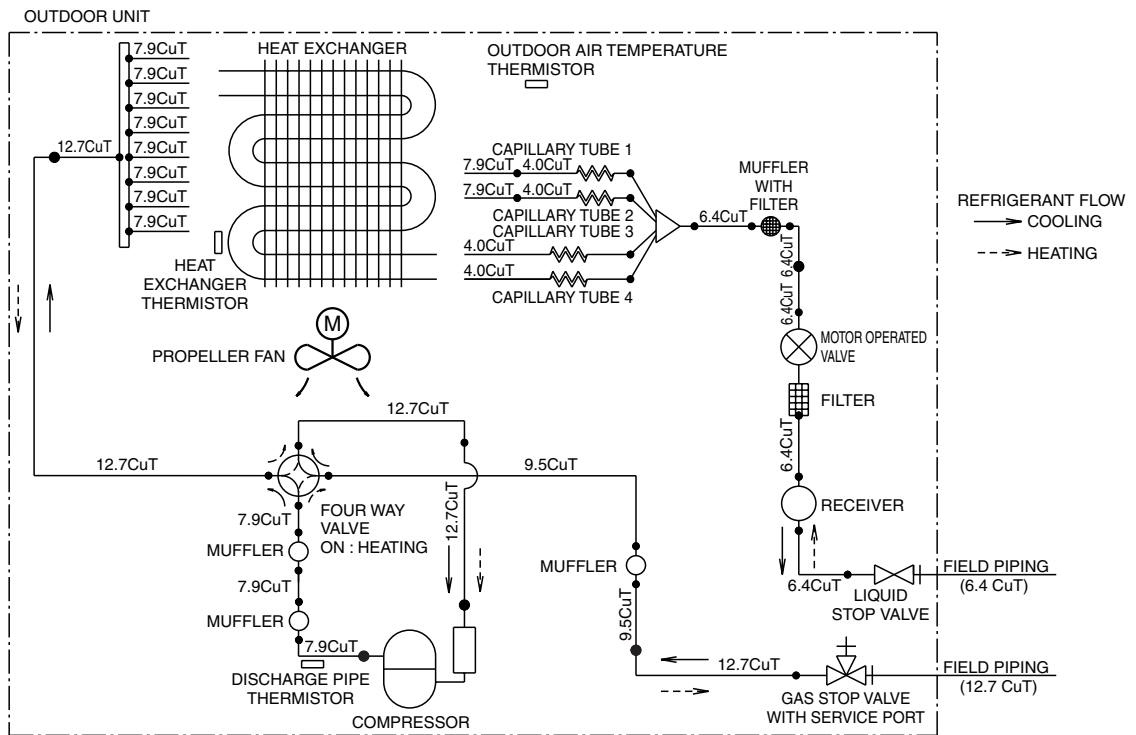 OUTDOOR UNIT
7.9CuT
7.9CuT
7.9CuT
7.9CuT
7.9CuT
7.9CuT
7.9CuT
7.9CuT
12.7CuT
HEAT EXCHANGER
OUTDOOR AIR TEMPERATURE
THERMISTOR
HEAT
EXCHANGER
THERMISTOR
CAPILLARY TUBE 1
7.9CuT
4.0CuT
7.9CuT
4.0CuT
CAPILLARY TUBE 2
CAPILLARY TUBE 3
4.0CuT
4.0CuT
CAPILLARY TUBE 4
6.4CuT
MUFFLER
WITH
FILTER
6.4CuT
6.4CuT
MOTOR OPERATED
VALVE
FILTER
6.4CuT
RECEIVER
REFRIGERANT FLOW
COOLING
HEATING
M
PROPELLER FAN
12.7CuT
12.7CuT
9.5CuT
12.7CuT
FOUR WAY
VALVE
ON : HEATING
7.9CuT
MUFFLER
7.9CuT
MUFFLER
7.9CuT
DISCHARGE PIPE
THERMISTOR
COMPRESSOR
MUFFLER
9.5CuT
6.4CuT
LIQUID
STOP VALVE
FIELD PIPING
(6.4 CuT)
12.7CuT
GAS STOP VALVE
WITH SERVICE PORT
FIELD PIPING
(12.7 CuT)